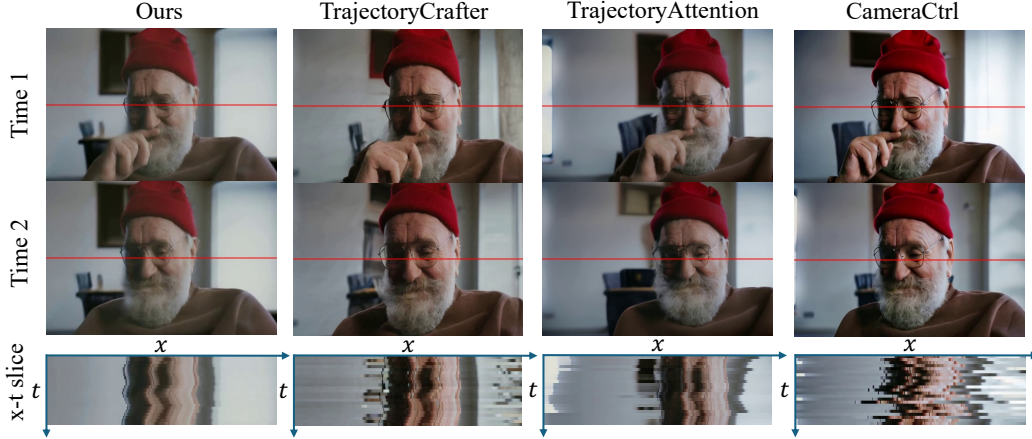 Ours TrajectoryCrafter TrajectoryAttention CameraCtrl
Time 1
Time 2
x x x x
x-t slice
t t t t